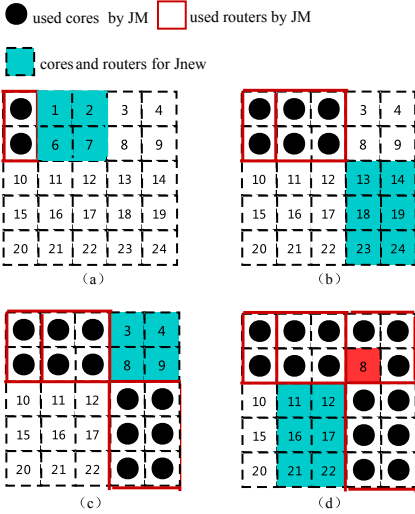 used cores by JM used routers by JM
cores and routers for Jnew
1 2 3 4
6 7 8 9
10 11 12 13 14
15 16 17 18 19
20 21 22 23 24
(a)
3 4
8 9
10 11 12 13 14
15 16 17 18 19
20 21 22 23 24
(b)
3 4
8 9
10 11 12
15 16 17
20 21 22
(c)
8
10 11 12
15 16 17
20 21 22
(d)